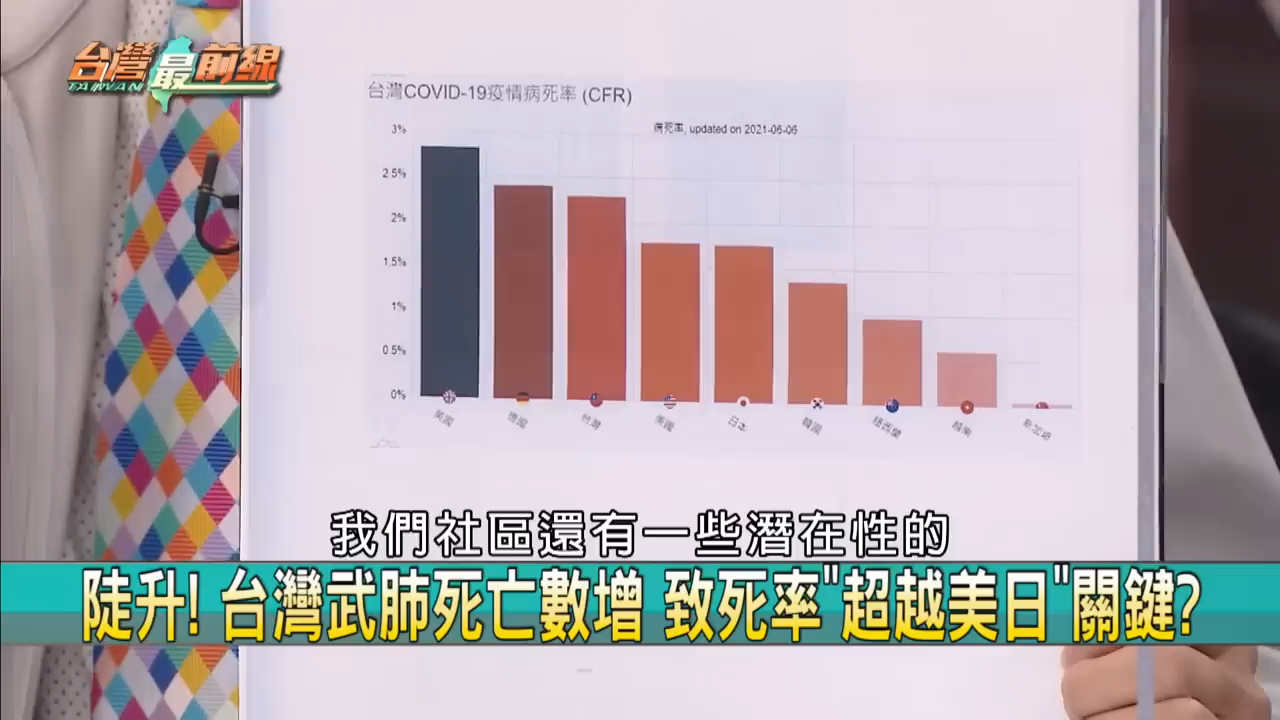 台灣最前線
TAIWAN
台灣COVID-19疫情病死率 (CFR)
病死率, updated on 2021-06-06
3%
2.5%
2%
1.5%
1%
0.5%
0%
英國
德國
台灣
美國
日本
韓國
紐西蘭
越南
新加坡
我們社區還有一些潛在性的
陡升! 台灣武肺死亡數增 致死率"超越美日"關鍵?